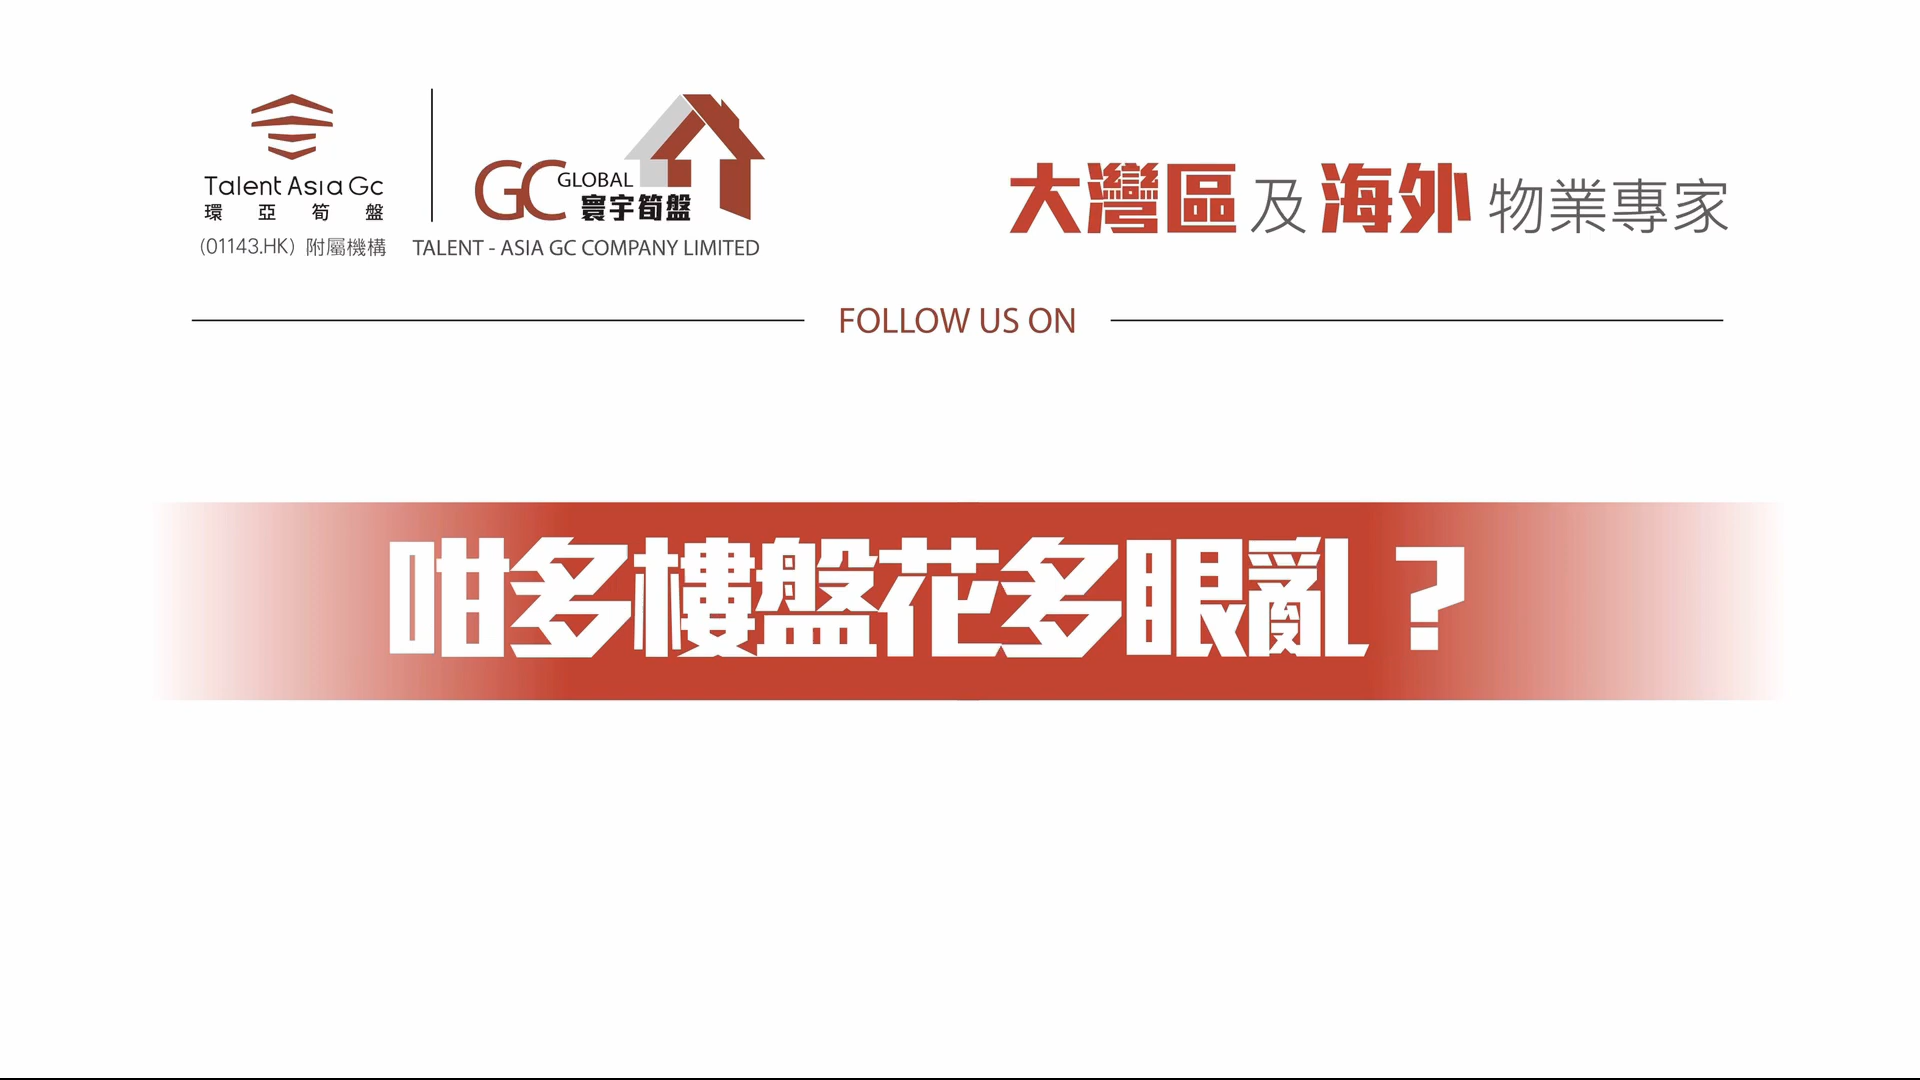 Talent Asia Gc
環亞筍盤
（01143.HK）附屬機構
GC GLOBAL
寰宇筍盤
TALENT - ASIA GC COMPANY LIMITED
大灣區及海外物業專家
FOLLOW US ON
咁多樓盤花多眼亂？